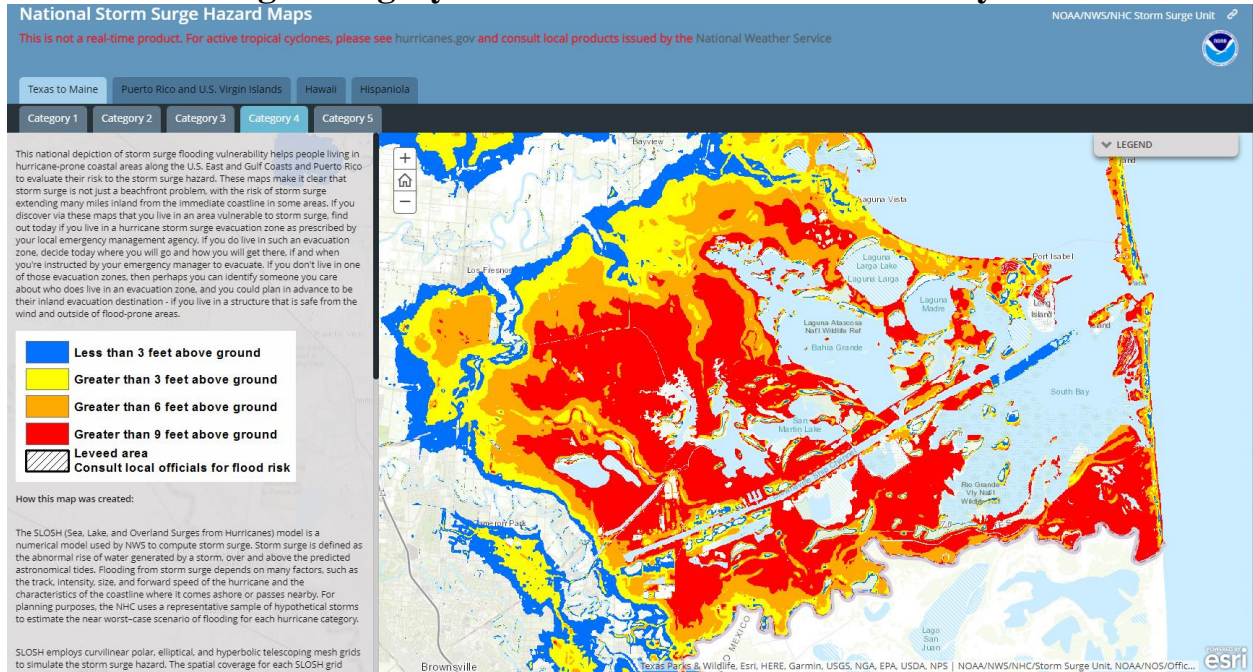 National Storm Surge Hazard Maps
NOAA/NWS/NHC Storm Surge Unit
This is not a real-time product. For active tropical cyclones, please see hurricanes.gov and consult local products issued by the National Weather Service
Texas to Maine
Puerto Rico and U.S. Virgin Islands
Hawaii
Hispaniola
Category 1
Category 2
Category 3
Category 4
Category 5
This national depiction of storm surge flooding vulnerability helps people living in
hurricane-prone coastal areas along the U.S. East and Gulf Coasts and Puerto Rico
to evaluate their risk to the storm surge hazard. These maps make it clear that
storm surge is not just a beachfront problem, with the risk of storm surge
extending many miles inland from the immediate coastline in some areas. If you
discover via these maps that you live in an area vulnerable to storm surge, find
out today if you live in a hurricane storm surge evacuation zone as prescribed by
your local emergency management agency. If you do live in such an evacuation
zone, decide today where you will go and how you will get there, if and when
you're instructed by your emergency manager to evacuate. If you don't live in one
of those evacuation zones, then perhaps you can identify someone you care
about who does live in an evacuation zone, and you could plan in advance to be
their inland evacuation destination - if you live in a structure that is safe from the
wind and outside of flood-prone areas.
Less than 3 feet above ground
Greater than 3 feet above ground
Greater than 6 feet above ground
Greater than 9 feet above ground
Leveed area
Consult local officials for flood risk
How this map was created:
The SLOSH (Sea, Lake, and Overland Surges from Hurricanes) model is a
numerical model used by NWS to compute storm surge. Storm surge is defined as
the abnormal rise of water generated by a storm, over and above the predicted
astronomical tides. Flooding from storm surge depends on many factors, such as
the track, intensity, size, and forward speed of the hurricane and the
characteristics of the coastline where it comes ashore or passes nearby. For
planning purposes, the NHC uses a representative sample of hypothetical storms
to estimate the near worst-case scenario of flooding for each hurricane category.
SLOSH employs curvilinear polar, elliptical, and hyperbolic telescoping mesh grids
to simulate the storm surge hazard. The spatial coverage for each SLOSH grid
+
−
LEGEND
Bayview
Laguna Vista
Los Fresnos
Port Isabel
Laguna
Larga Lake
Laguna Larga
Laguna
Madre
Long
Island
Laguna Atascosa
Nat'l Wildlife Ref
Bahia Grande
South Bay
San
Martin Lake
Rio Grande
Vly Nat'l
Cameron Park
MEXICO
Lago
San
Juan
Brownsville
Texas Parks & Wildlife, Esri, HERE, Garmin, USGS, NGA, EPA, USDA, NPS | NOAA/NWS/NHC/Storm Surge Unit, NOAA/NOS/Offic...
POWERED BY
esri